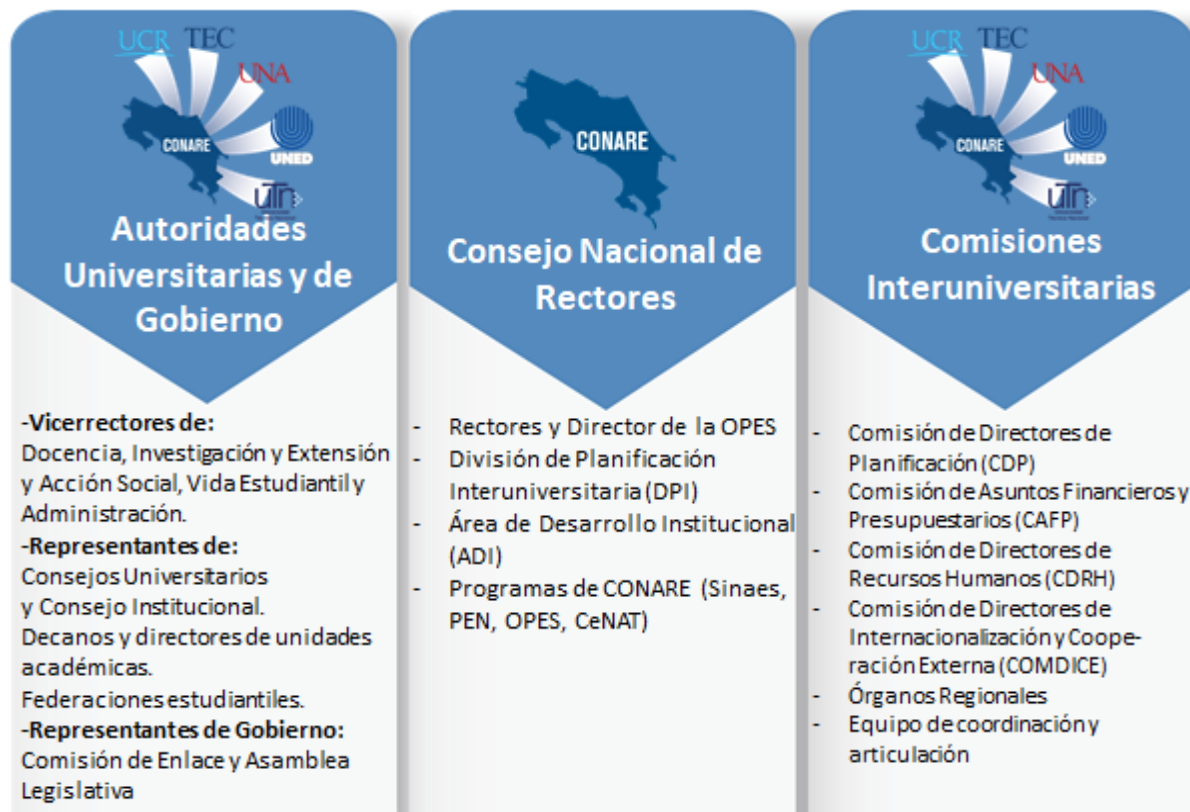 UCR TEC
UNA
CONARE
UNED
UTN
Autoridades
Universitarias y de
Gobierno
-Vicerrectores de:
Docencia, Investigación y Extensión
y Acción Social, Vida Estudiantil y
Administración.
-Representantes de:
Consejos Universitarios
y Consejo Institucional.
Decanos y directores de unidades
académicas.
Federaciones estudiantiles.
-Representantes de Gobierno:
Comisión de Enlace y Asamblea
Legislativa
CONARE
Consejo Nacional de
Rectores
- Rectores y Director de la OPES
- División de Planificación
Interuniversitaria (DPI)
- Área de Desarrollo Institucional
(ADI)
- Programas de CONARE (Sinaes,
PEN, OPES, CeNAT)
UCR TEC
UNA
CONARE
UNED
UTN
Comisiones
Interuniversitarias
- Comisión de Directores de
Planificación (CDP)
- Comisión de Asuntos Financieros y
Presupuestarios (CAFP)
- Comisión de Directores de
Recursos Humanos (CDRH)
- Comisión de Directores de
Internacionalización y Coope-
ración Externa (COMDICE)
- Órganos Regionales
- Equipo de coordinación y
articulación